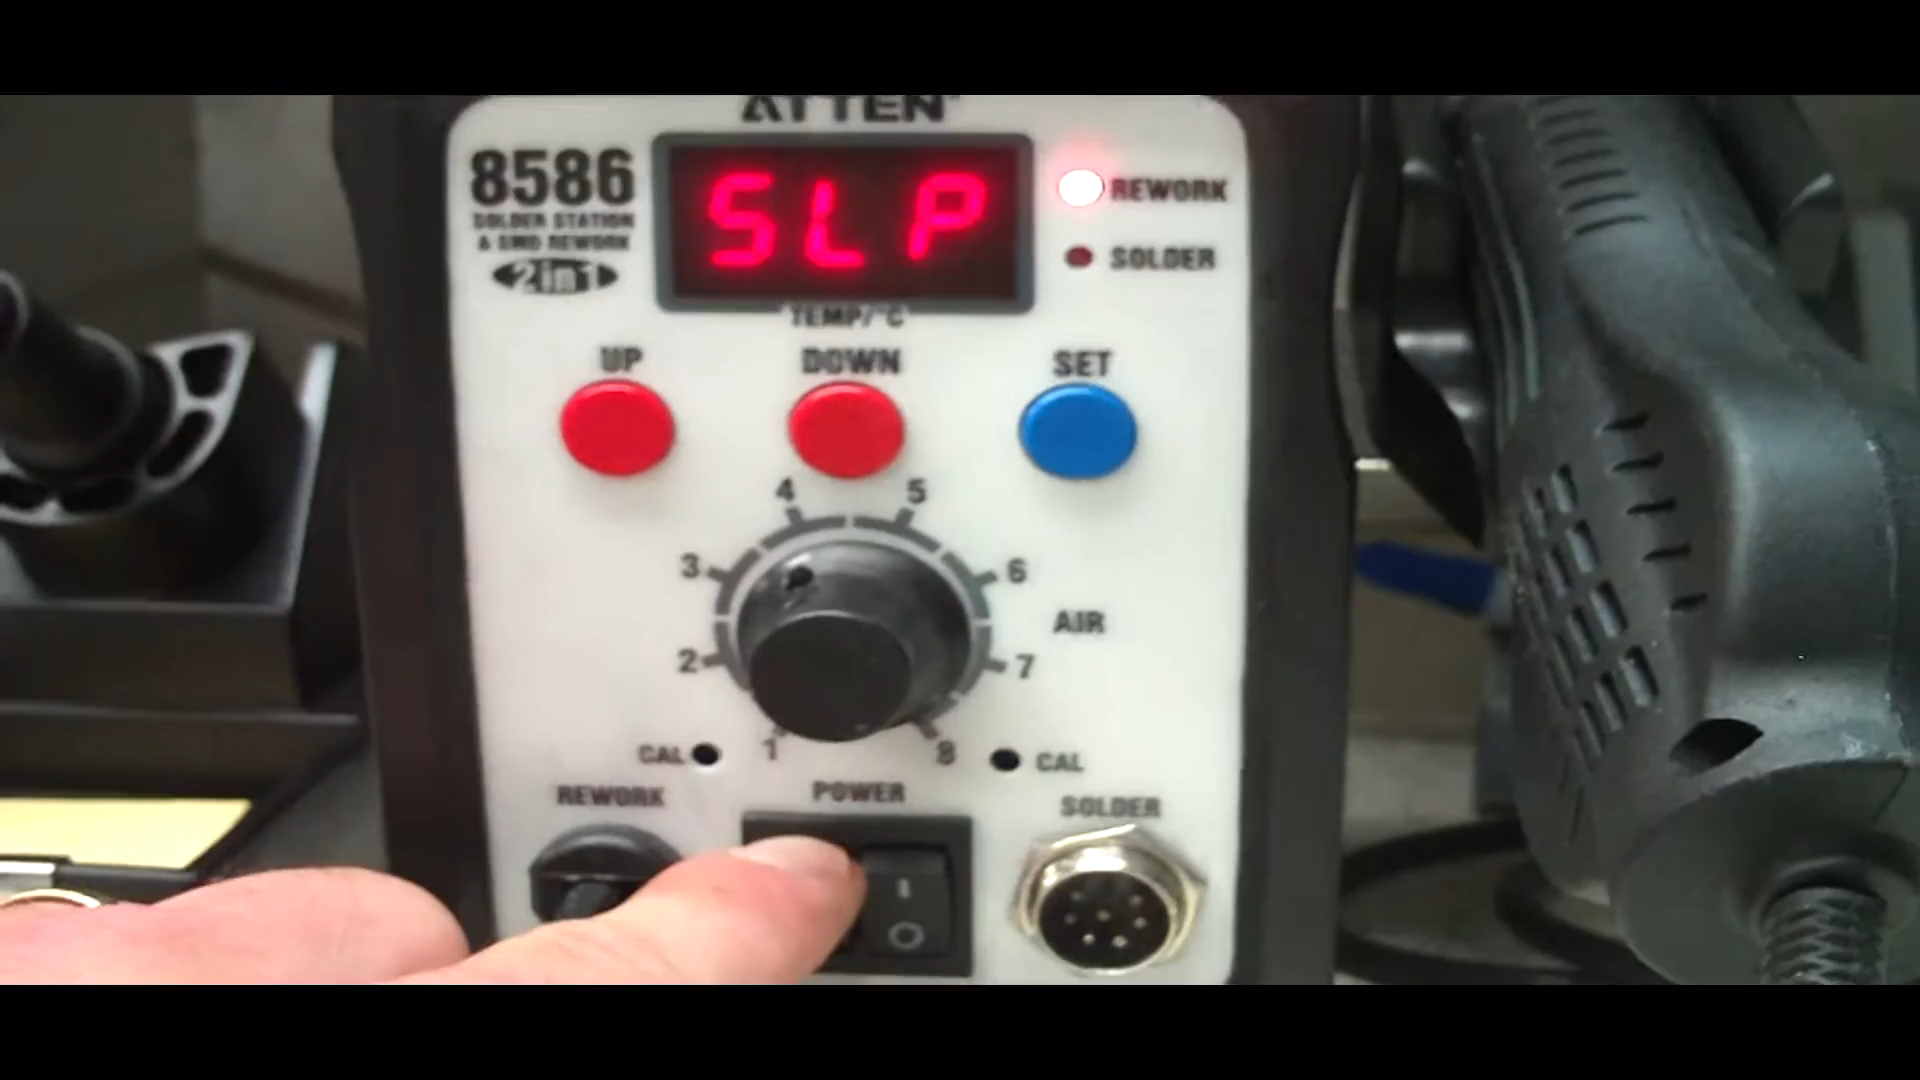 ATTEN
8586
SOLDER STATION
& SMD REWORK
2in1
SLP
REWORK
SOLDER
TEMP/°C
UP DOWN SET
4 5
3 6
AIR
2 7
1 8
CAL CAL
REWORK POWER SOLDER
I
O